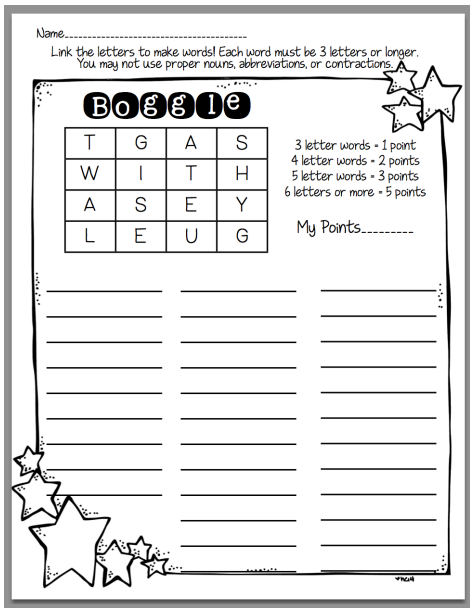 Name
Link the letters to make words! Each word must be 3 letters or longer.
You may not use proper nouns, abbreviations, or contractions.
Boggle
T G A S
W I T H
A S E Y
L E U G
3 letter words = 1 point
4 letter words = 2 points
5 letter words = 3 points
6 letters or more = 5 points
My Points